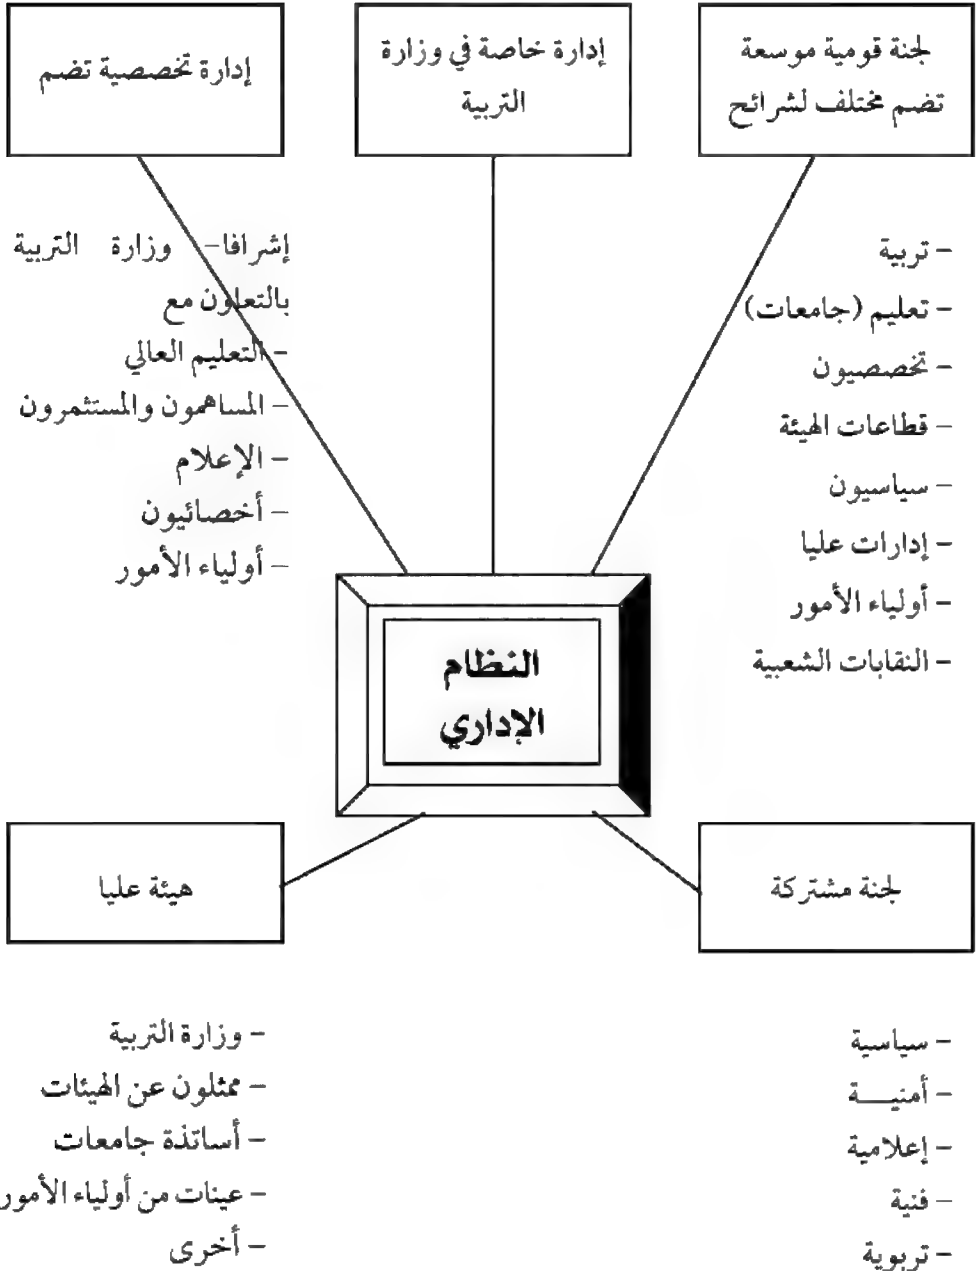 لجنة قومية موسعة
تضم مختلف لشرائح
إدارة خاصة في وزارة
التربية
إدارة تخصصية تضم
- تربية
- تعليم (جامعات)
- تخصصيون
- قطاعات الهيئة
- سياسيون
- إدارات عليا
- أولياء الأمور
- النقابات الشعبية
إشرافا- وزارة التربية
بالتعاون مع
- التعليم العالي
- المساهمون والمستثمرون
- الإعلام
- أخصائيون
- أولياء الأمور
النظام
الإداري
لجنة مشتركة
هيئة عليا
- سياسية
- أمنيـــة
- إعلامية
- فنية
- تربوية
- وزارة التربية
- ممثلون عن الهيئات
- أساتذة جامعات
- عينات من أولياء الأمور
- أخرى